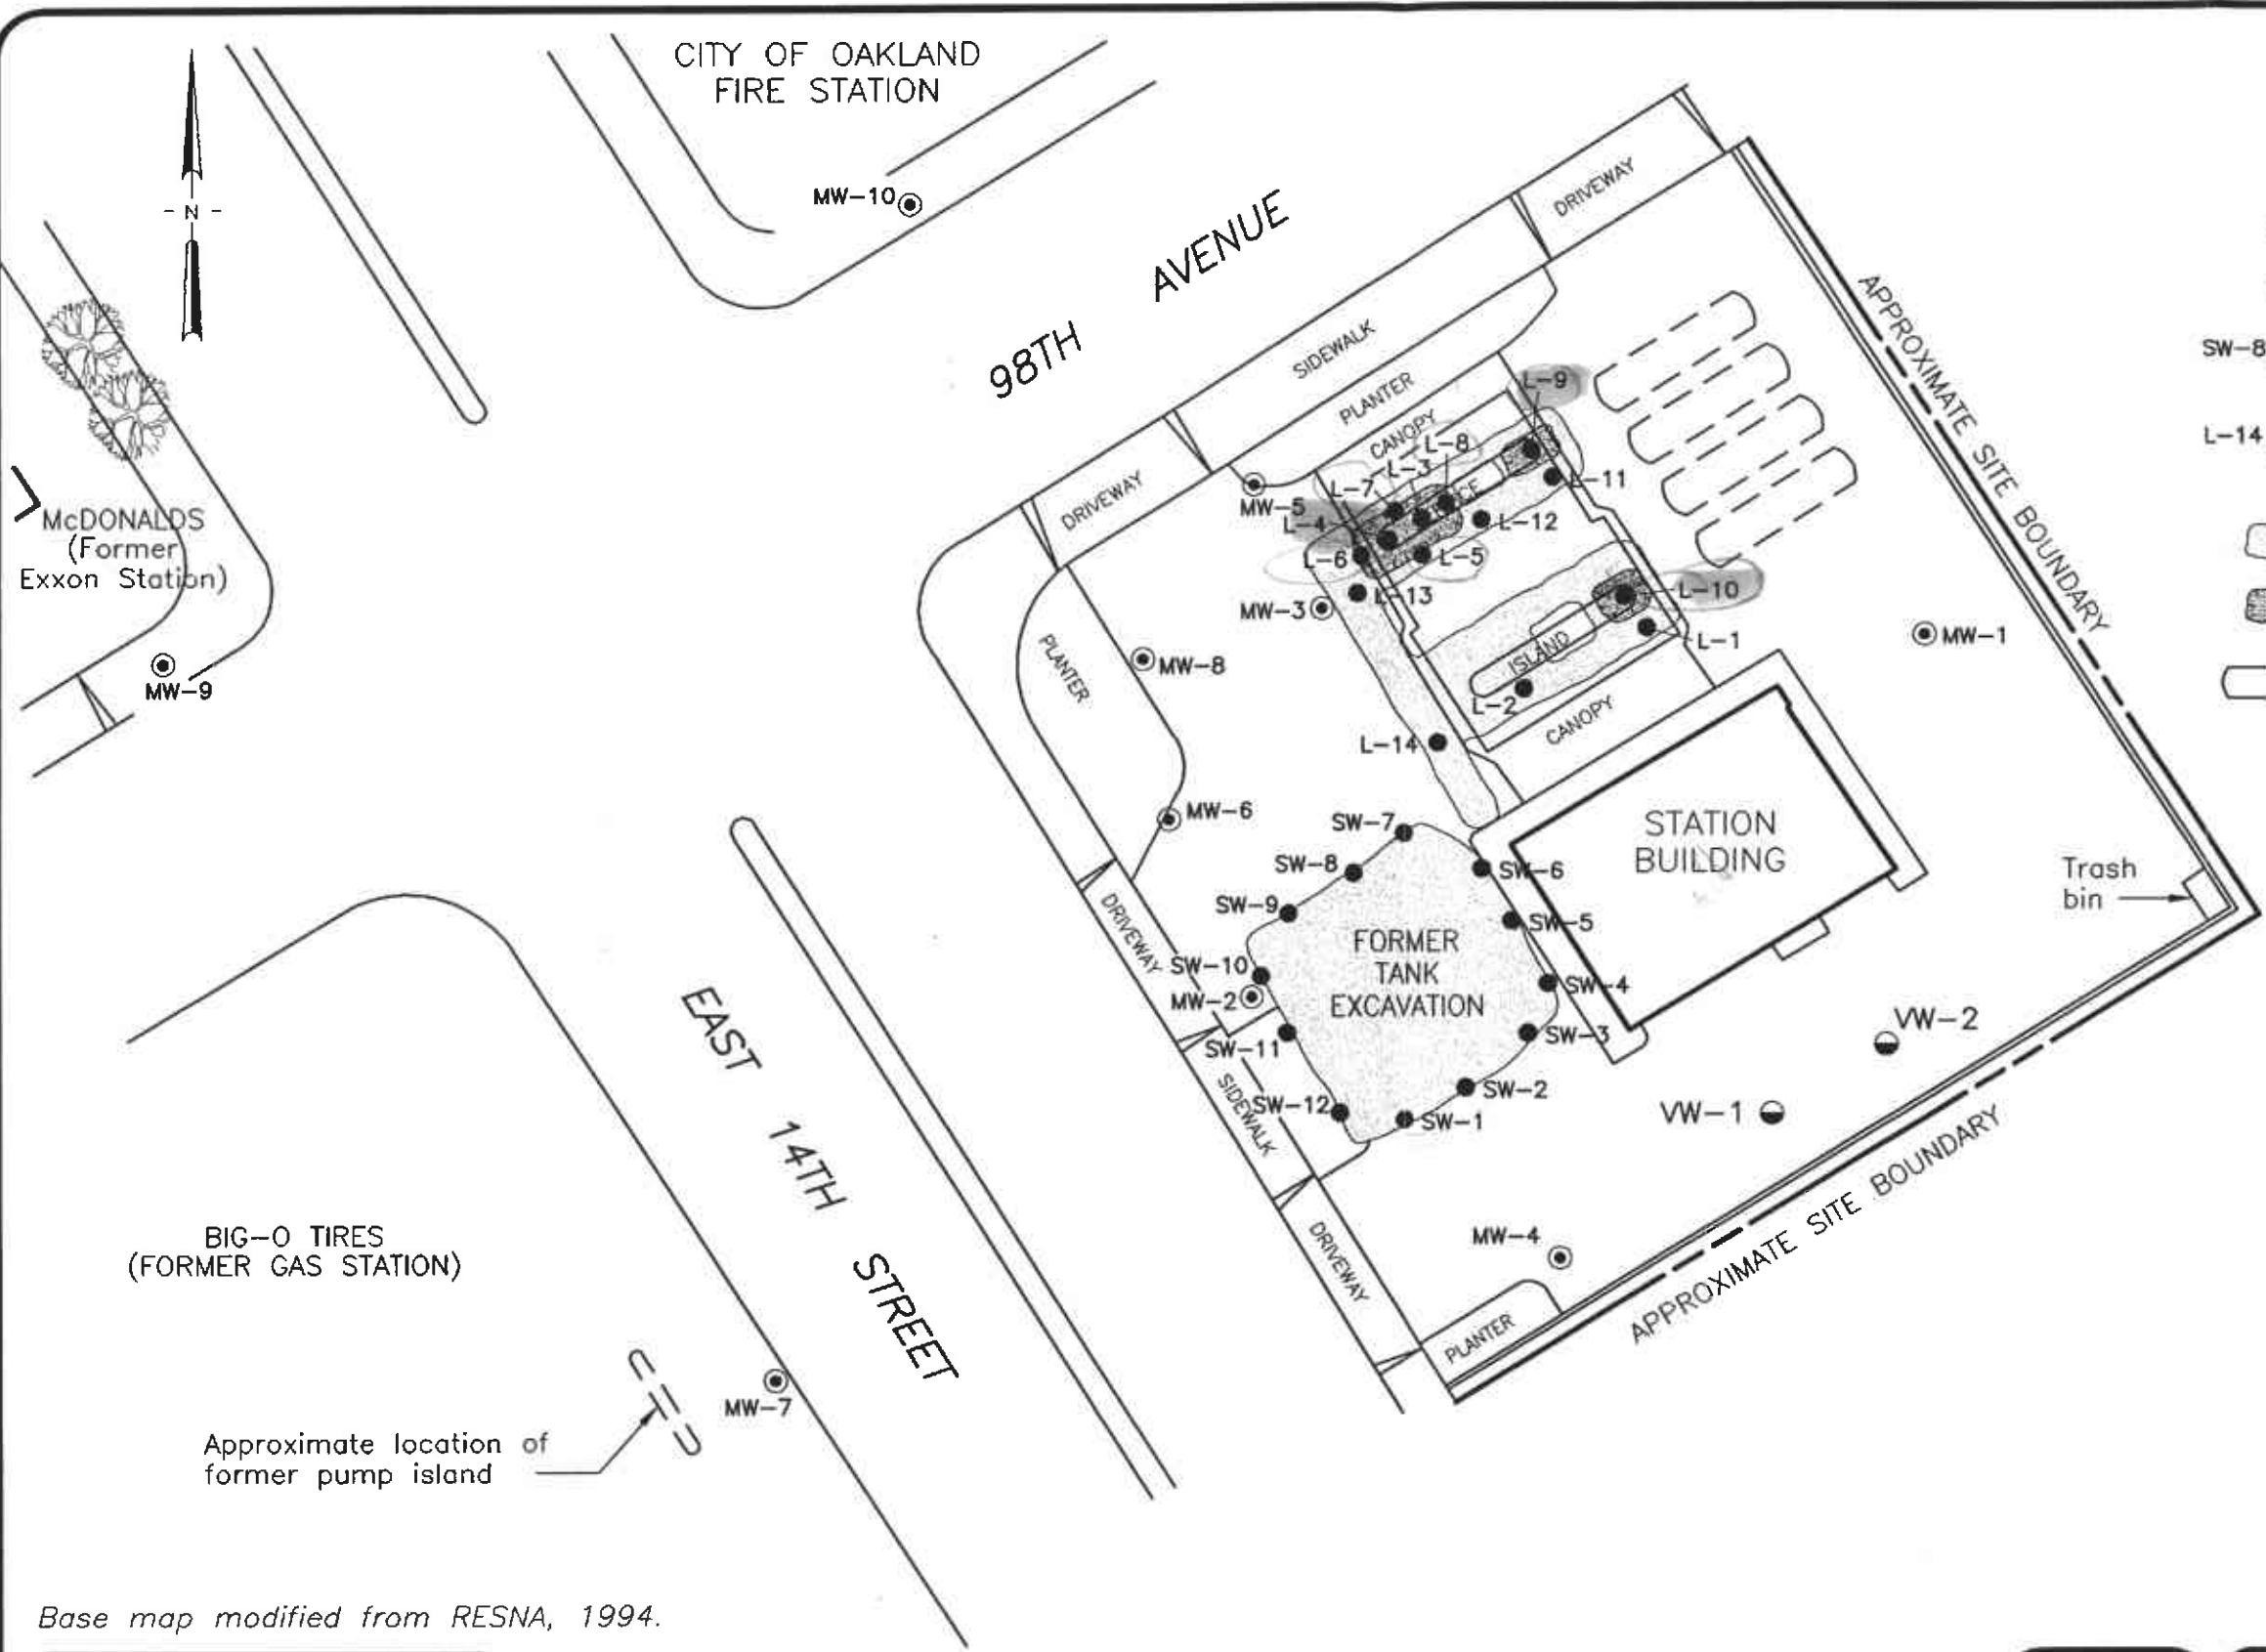 CITY OF OAKLAND
FIRE STATION
MW-10
- N -
98TH AVENUE
DRIVEWAY
SIDEWALK
PLANTER
CANOPY
APPROXIMATE SITE BOUNDARY
SW-8
L-14
L-9
L-8
L-3
L-7
L-4
L-11
L-12
L-6
L-5
L-13
L-10
L-1
ISLAND
L-2
CANOPY
L-14
MW-5
MW-3
MW-1
DRIVEWAY
McDONALDS
(Former
Exxon Station)
MW-9
PLANTER
MW-8
MW-6
STATION
BUILDING
Trash
bin
SW-7
SW-8
SW-6
SW-9
SW-5
SW-10
SW-4
MW-2
SW-3
SW-11
SW-2
SW-12
SW-1
FORMER
TANK
EXCAVATION
DRIVEWAY
SIDEWALK
DRIVEWAY
VW-2
VW-1
MW-4
PLANTER
APPROXIMATE SITE BOUNDARY
EAST 14TH STREET
BIG-O TIRES
(FORMER GAS STATION)
MW-7
Approximate location of
former pump island
Base map modified from RESNA, 1994.